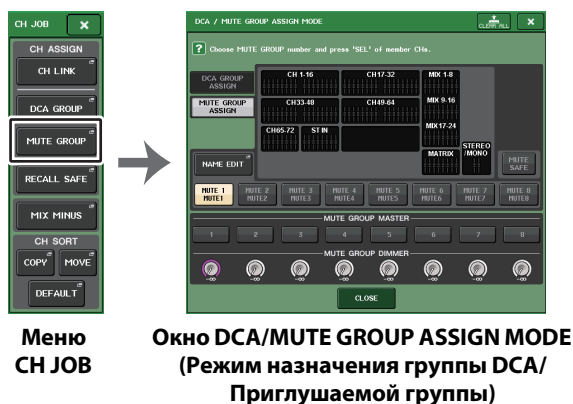 CH JOB
CH ASSIGN
CH LINK
DCA GROUP
MUTE GROUP
RECALL SAFE
MIX MINUS
CH SORT
COPY MOVE
DEFAULT
DCA / MUTE GROUP ASSIGN MODE
CLEAR ALL
? Choose MUTE GROUP number and press 'SEL' of member CHs.
DCA GROUP ASSIGN
MUTE GROUP ASSIGN
NAME EDIT
CH 1-16 CH17-32 MIX 1-8
CH33-48 CH49-64 MIX 9-16
CH65-72 ST IN MIX17-24
MATRIX STEREO /MONO
MUTE SAFE
MUTE 1 MUTE 2 MUTE 3 MUTE 4 MUTE 5 MUTE 6 MUTE 7 MUTE 8
MUTE1 MUTE2 MUTE3 MUTE4 MUTE5 MUTE6 MUTE7 MUTE8
MUTE GROUP MASTER
1 2 3 4 5 6 7 8
MUTE GROUP DIMMER
-∞ -∞ -∞ -∞ -∞ -∞ -∞ -∞
CLOSE
Меню
CH JOB
Окно DCA/MUTE GROUP ASSIGN MODE
(Режим назначения группы DCA/
Приглушаемой группы)